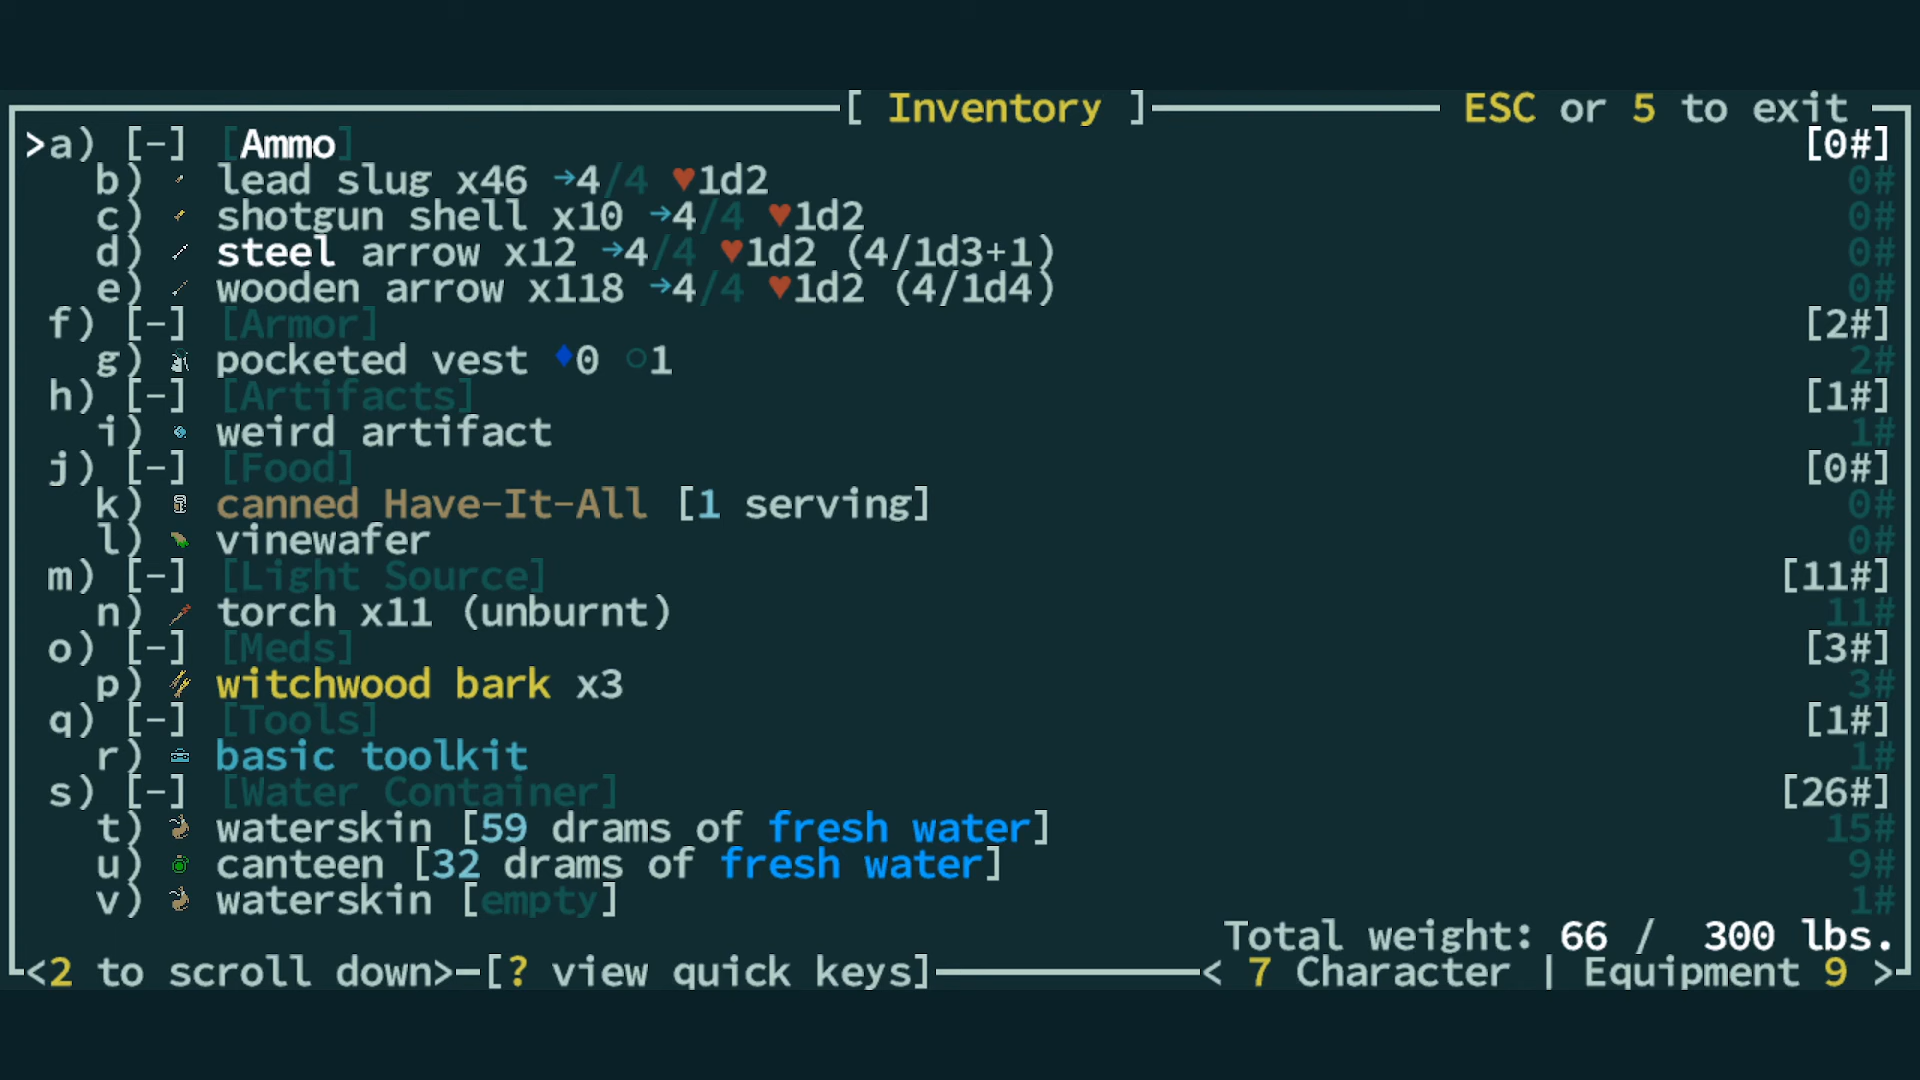 [ Inventory ] ESC or 5 to exit
>a) [-] [Ammo] [0#]
b) lead slug x46 →4/4 ♥1d2 0#
c) shotgun shell x10 →4/4 ♥1d2 0#
d) steel arrow x12 →4/4 ♥1d2 (4/1d3+1) 0#
e) wooden arrow x118 →4/4 ♥1d2 (4/1d4) 0#
f) [-] [Armor] [2#]
g) pocketed vest ♦0 ○1 2#
h) [-] [Artifacts] [1#]
i) weird artifact 1#
j) [-] [Food] [0#]
k) canned Have-It-All [1 serving] 0#
l) vinewafer 0#
m) [-] [Light Source] [11#]
n) torch x11 (unburnt) 11#
o) [-] [Meds] [3#]
p) witchwood bark x3 3#
q) [-] [Tools] [1#]
r) basic toolkit 1#
s) [-] [Water Container] [26#]
t) waterskin [59 drams of fresh water] 15#
u) canteen [32 drams of fresh water] 9#
v) waterskin [empty] 1#
Total weight: 66 / 300 lbs.
<2 to scroll down> [? view quick keys] < 7 Character | Equipment 9 >